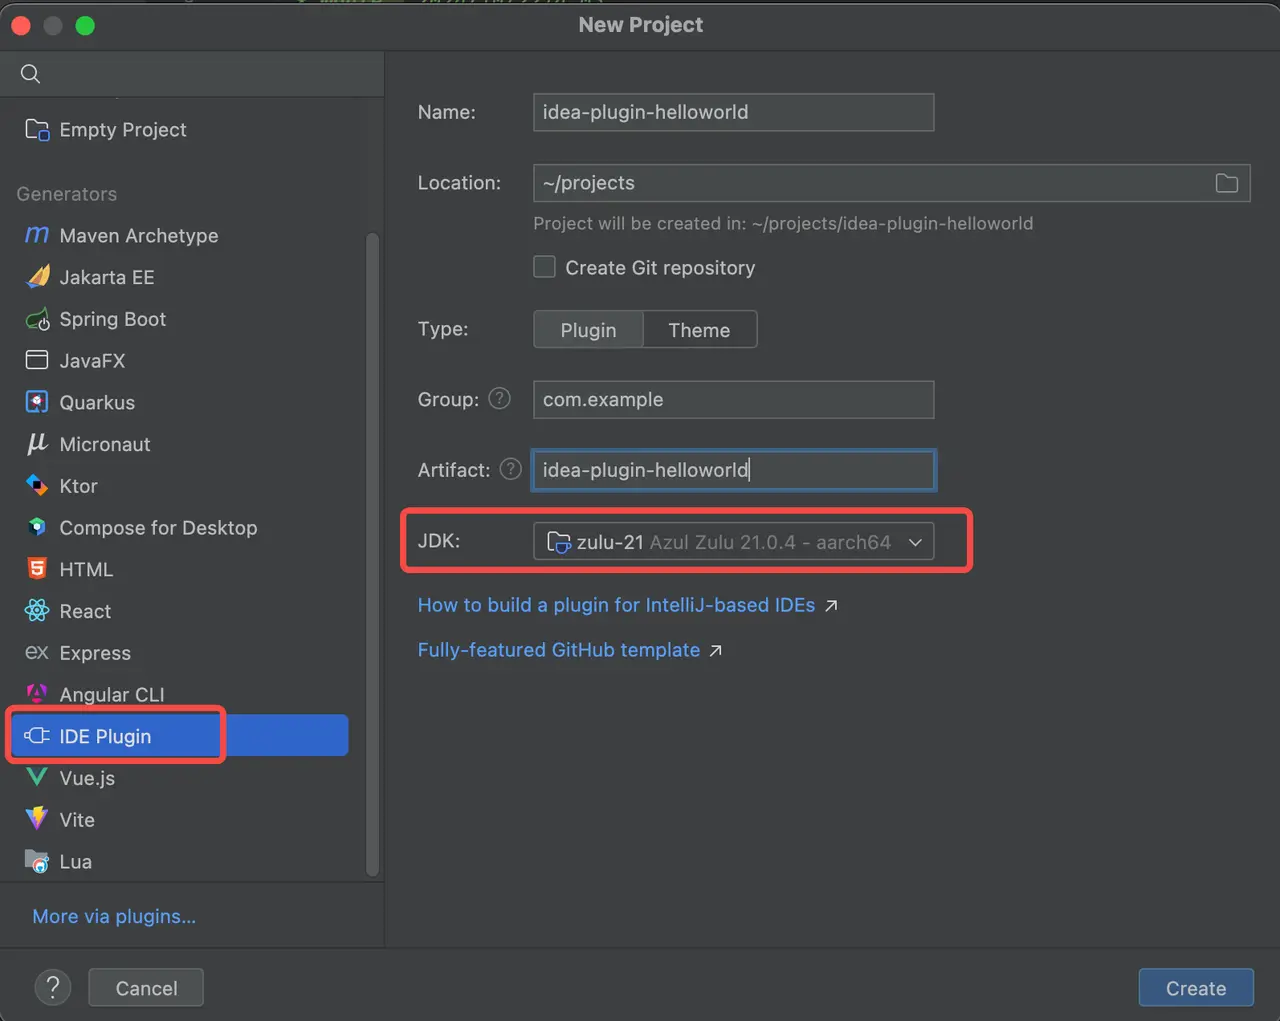 New Project
Empty Project
Generators
Maven Archetype
Jakarta EE
Spring Boot
JavaFX
Quarkus
Micronaut
Ktor
Compose for Desktop
HTML
React
ex Express
Angular CLI
IDE Plugin
Vue.js
Vite
Lua
More via plugins...
Name: idea-plugin-helloworld
Location: ~/projects
Project will be created in: ~/projects/idea-plugin-helloworld
Create Git repository
Type: Plugin Theme
Group: ? com.example
Artifact: ? idea-plugin-helloworld
JDK: zulu-21 Azul Zulu 21.0.4 - aarch64
How to build a plugin for IntelliJ-based IDEs ↗
Fully-featured GitHub template ↗
? Cancel Create